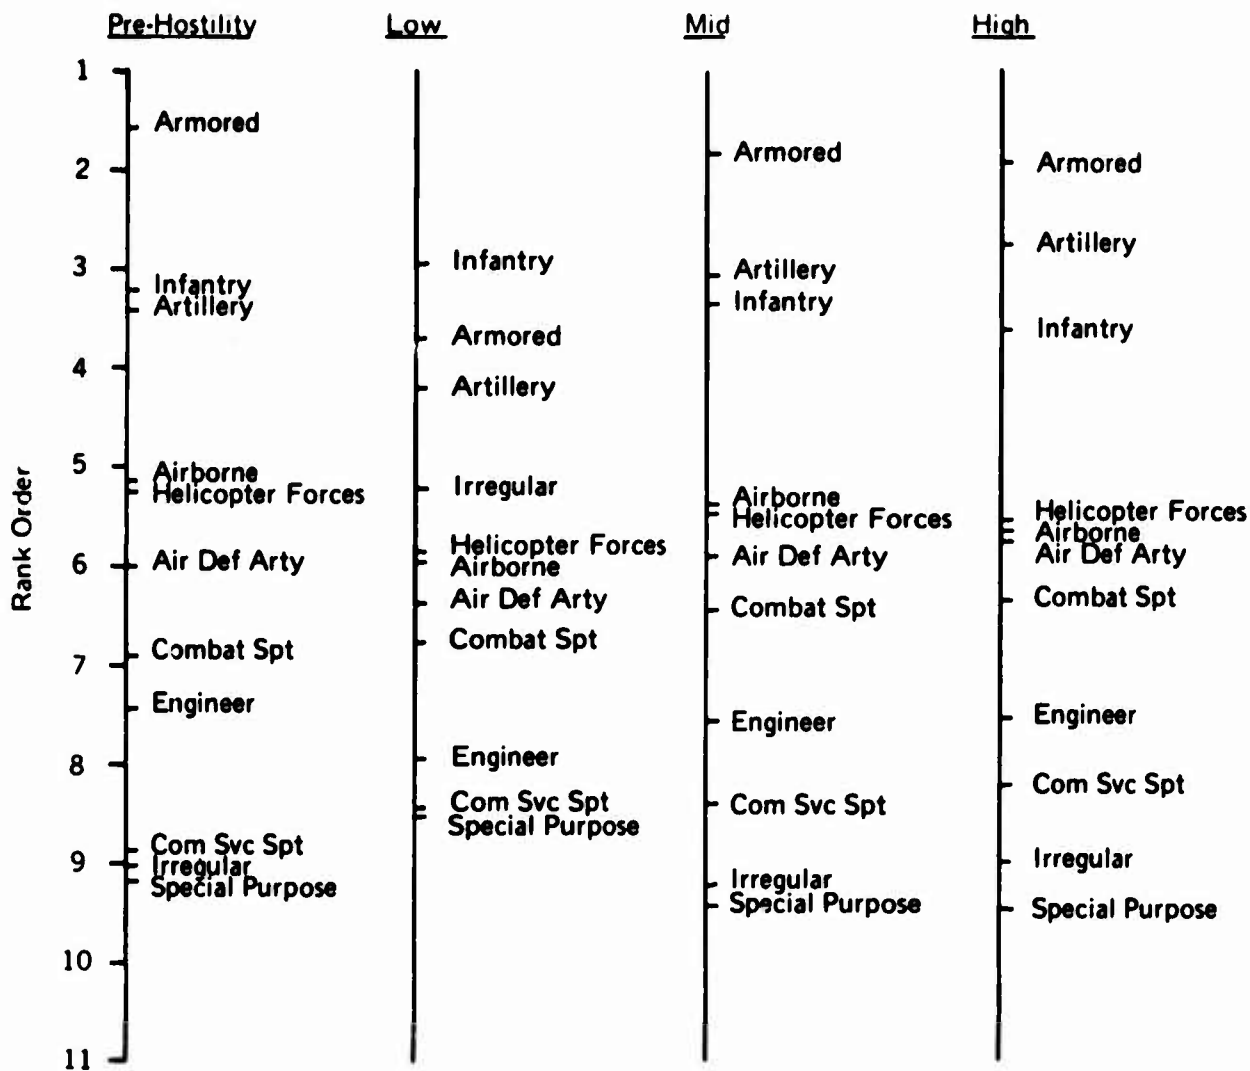 Pre-Hostility Low Mid High
Rank Order
1
2
3
4
5
6
7
8
9
10
11
Armored
Infantry
Artillery
Airborne
Helicopter Forces
Air Def Arty
Combat Spt
Engineer
Com Svc Spt
Irregular
Special Purpose
Infantry
Armored
Artillery
Irregular
Helicopter Forces
Airborne
Air Def Arty
Combat Spt
Engineer
Com Svc Spt
Special Purpose
Armored
Artillery
Infantry
Airborne
Helicopter Forces
Air Def Arty
Combat Spt
Engineer
Com Svc Spt
Irregular
Special Purpose
Armored
Artillery
Infantry
Helicopter Forces
Airborne
Air Def Arty
Combat Spt
Engineer
Com Svc Spt
Irregular
Special Purpose